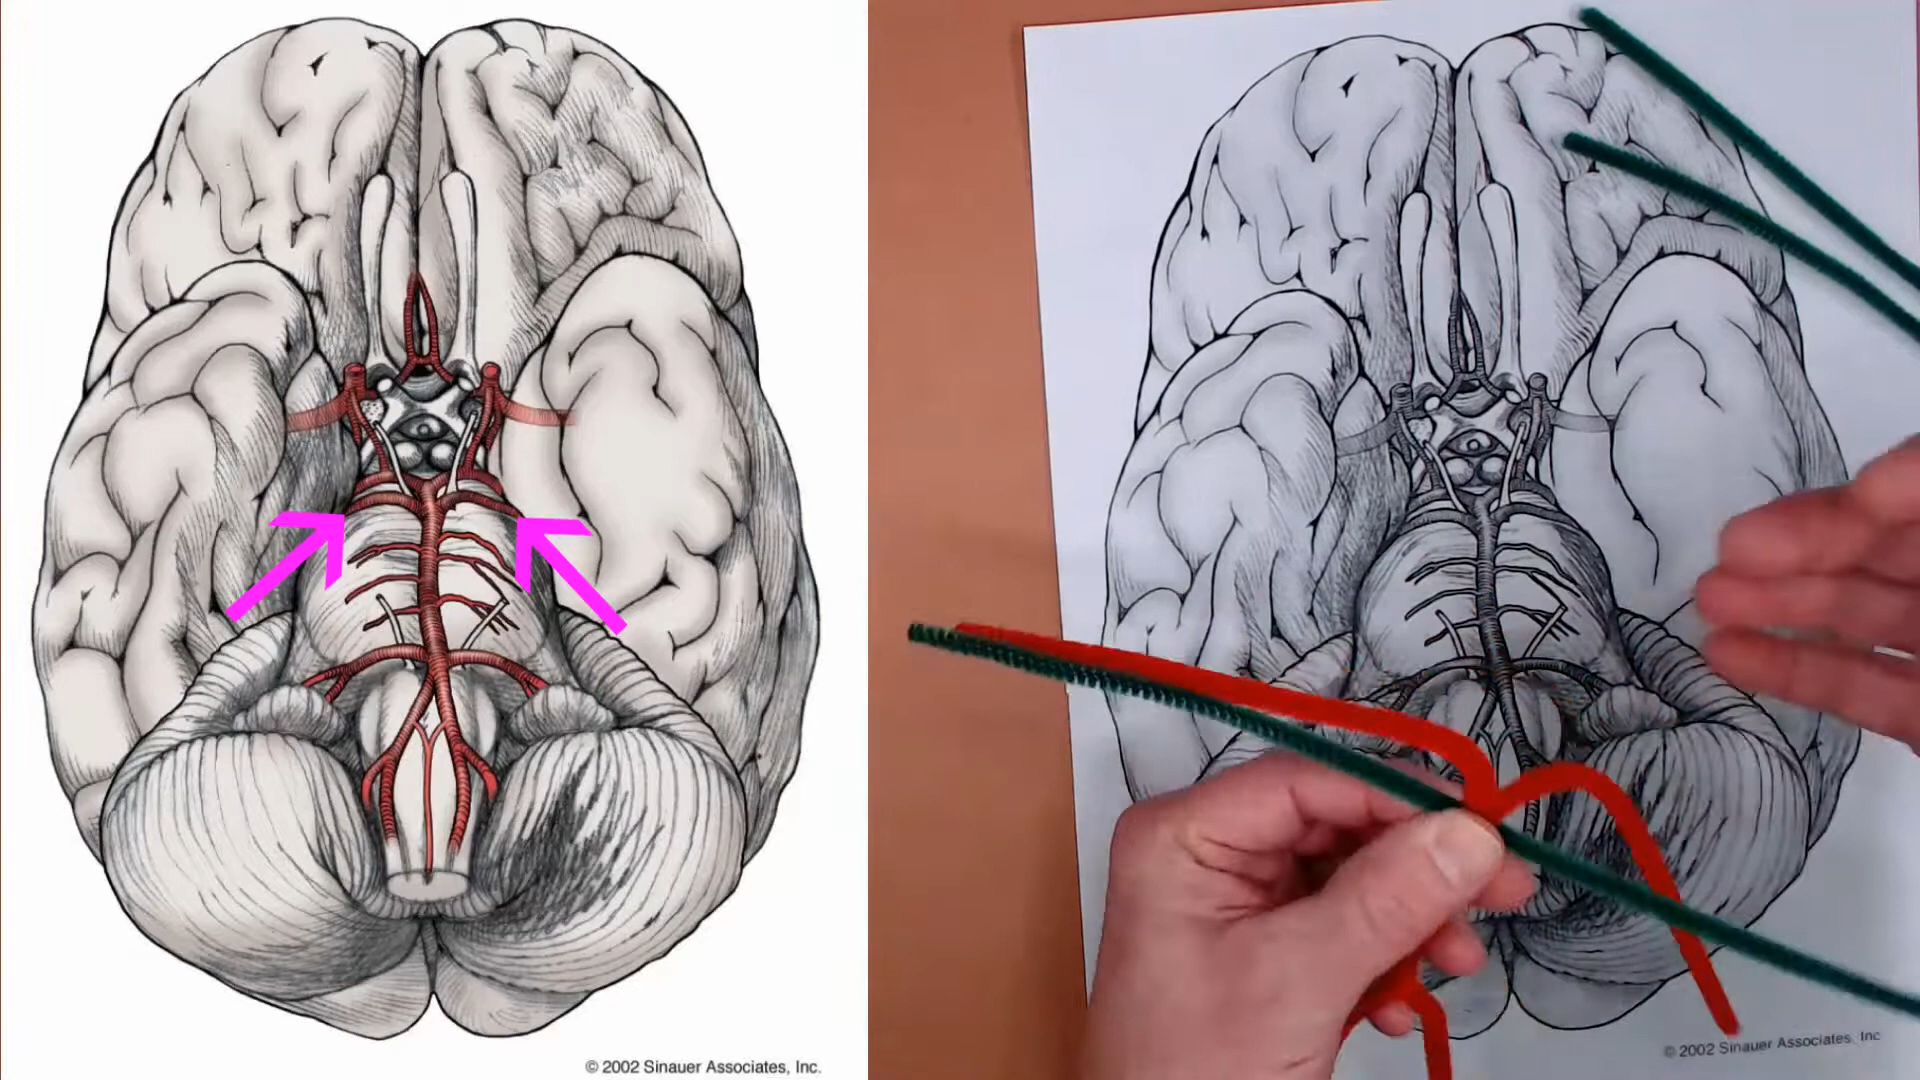 © 2002 Sinauer Associates, Inc.
© 2002 Sinauer Associates, Inc